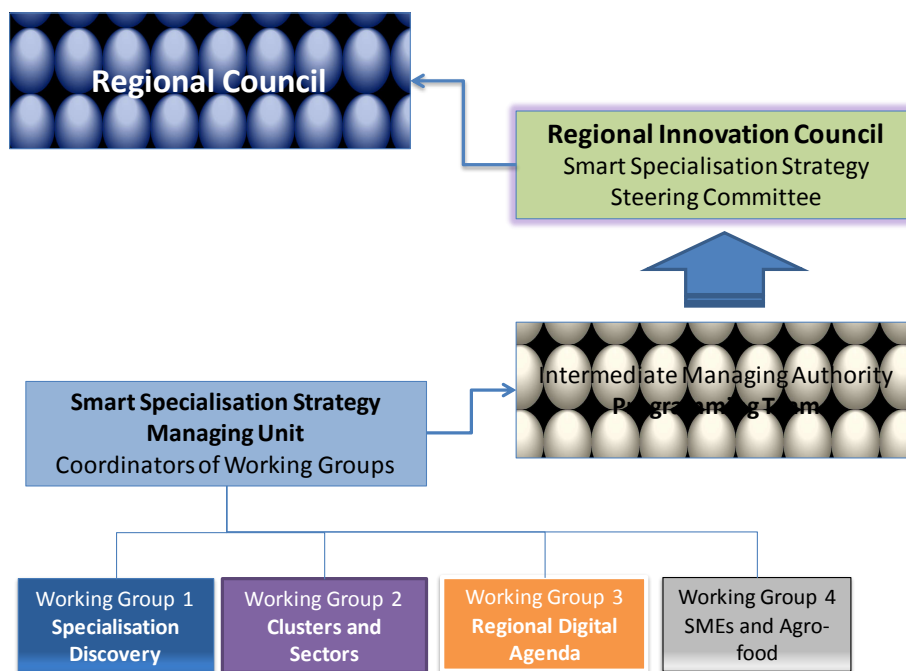 Regional Council
Regional Innovation Council
Smart Specialisation Strategy
Steering Committee
Intermediate Managing Authority
Programming Team
Smart Specialisation Strategy
Managing Unit
Coordinators of Working Groups
Working Group 1
Specialisation
Discovery
Working Group 2
Clusters and
Sectors
Working Group 3
Regional Digital
Agenda
Working Group 4
SMEs and Agro-
food